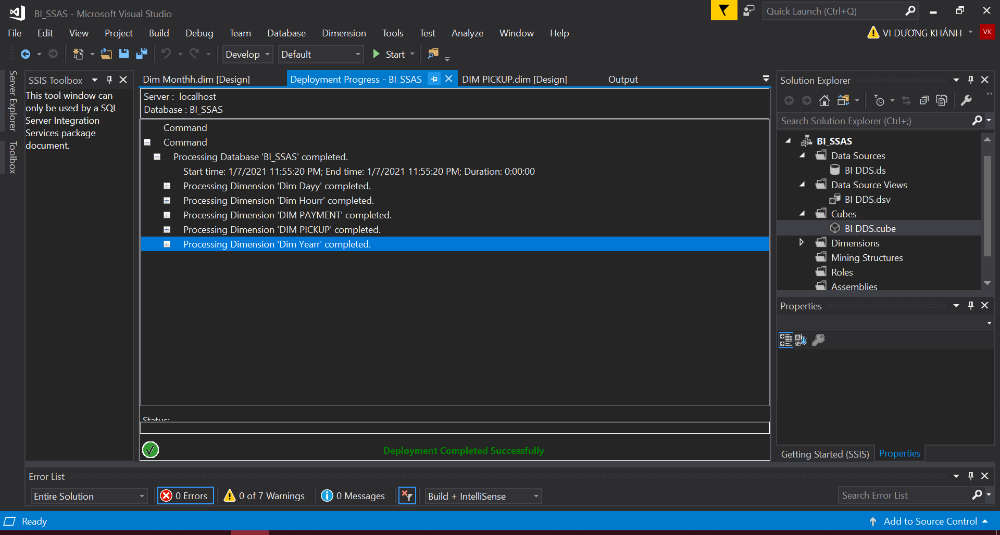 BI_SSAS - Microsoft Visual Studio
Quick Launch (Ctrl+Q)
File Edit View Project Build Debug Team Database Dimension Tools Test Analyze Window Help
VI DƯƠNG KHÁNH VK
Develop Default Start
Server Explorer
Toolbox
SSIS Toolbox
This tool window can
only be used by a SQL
Server Integration
Services package
document.
Dim Monthh.dim [Design] Deployment Progress - BI_SSAS DIM PICKUP.dim [Design] Output
Server : localhost
Database : BI_SSAS
Command
Command
Processing Database 'BI_SSAS' completed.
Start time: 1/7/2021 11:55:20 PM; End time: 1/7/2021 11:55:20 PM; Duration: 0:00:00
Processing Dimension 'Dim Dayy' completed.
Processing Dimension 'Dim Hourr' completed.
Processing Dimension 'DIM PAYMENT' completed.
Processing Dimension 'DIM PICKUP' completed.
Processing Dimension 'Dim Yearr' completed.
Status:
Deployment Completed Successfully
Solution Explorer
Search Solution Explorer (Ctrl+;)
BI_SSAS
Data Sources
BI DDS.ds
Data Source Views
BI DDS.dsv
Cubes
BI DDS.cube
Dimensions
Mining Structures
Roles
Assemblies
Properties
Getting Started (SSIS) Properties
Error List
Entire Solution 0 Errors 0 of 7 Warnings 0 Messages Build + IntelliSense Search Error List
Ready Add to Source Control